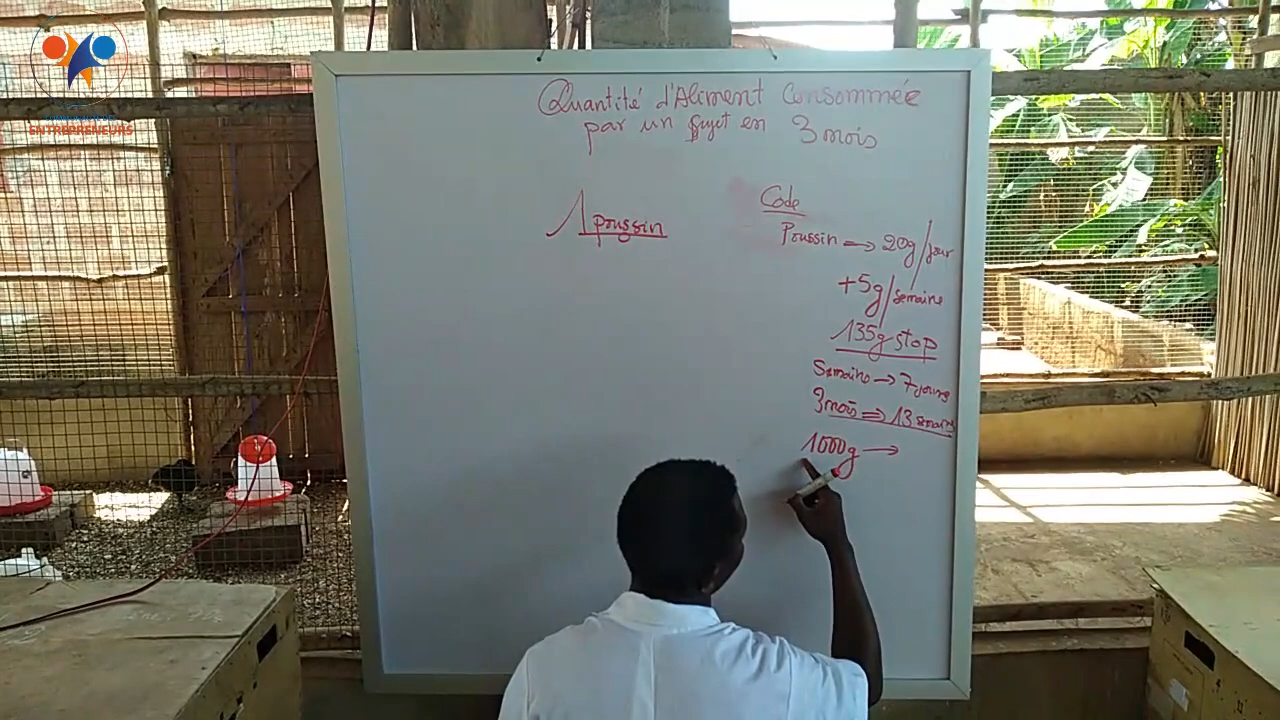 ENTREPRENEURS
Quantité d'Aliment Consommée
par un sujet en 3 mois
1 poussin
Code
Poussin → 20g/jour
+5g/semaine
135g stop
Semaine → 7 jours
3 mois ⇒ 13 semaines
1000g →